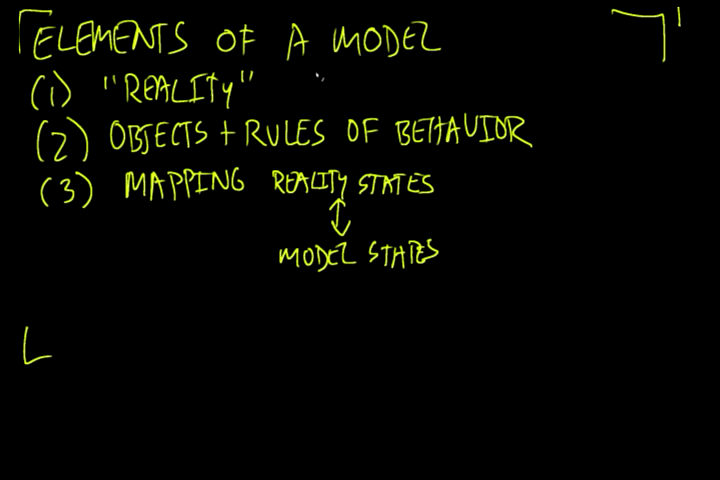 ELEMENTS OF A MODEL
(1) "REALITY"
(2) OBJECTS + RULES OF BEHAVIOR
(3) MAPPING REALITY STATES
↕
MODEL STATES